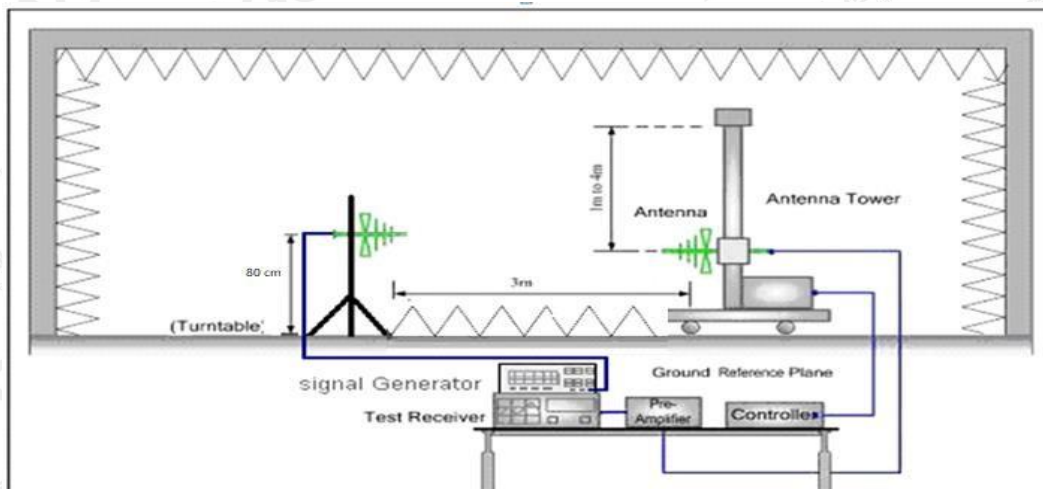 1m to 4m
Antenna
Antenna Tower
80 cm
3m
(Turntable)
signal Generator
Ground Reference Plane
Test Receiver
Pre-
Amplifier
Controller